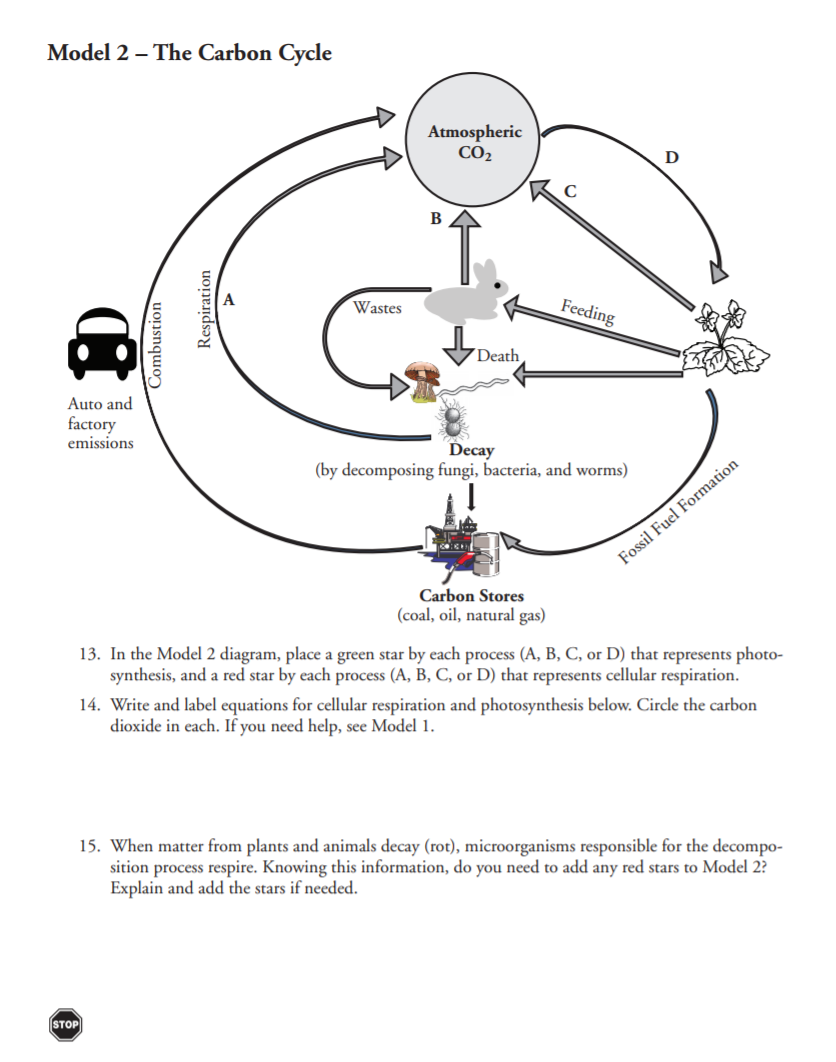 Model 2 – The Carbon Cycle
Atmospheric
CO2
D
C
B
A
Respiration
Combustion
Wastes
Feeding
Death
Auto and
factory
emissions
Decay
(by decomposing fungi, bacteria, and worms)
Fossil Fuel Formation
Carbon Stores
(coal, oil, natural gas)
13. In the Model 2 diagram, place a green star by each process (A, B, C, or D) that represents photo-
synthesis, and a red star by each process (A, B, C, or D) that represents cellular respiration.
14. Write and label equations for cellular respiration and photosynthesis below. Circle the carbon
dioxide in each. If you need help, see Model 1.
15. When matter from plants and animals decay (rot), microorganisms responsible for the decompo-
sition process respire. Knowing this information, do you need to add any red stars to Model 2?
Explain and add the stars if needed.
STOP